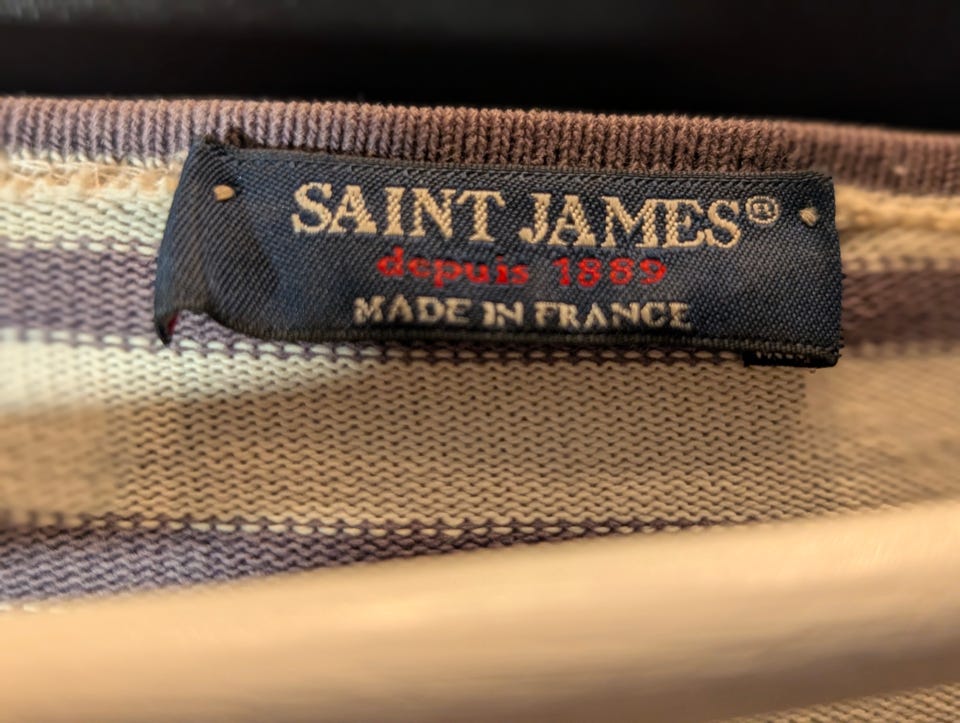 SAINT JAMES®
depuis 1889
MADE IN FRANCE